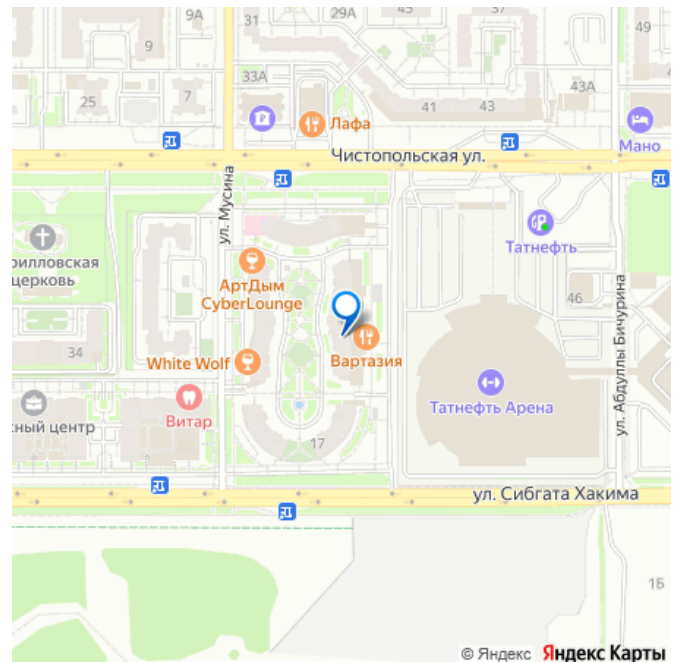 9А
31
29А
49
9
33А
25
7
43А
41
43
Лафа
Мано
Чистопольская ул.
ул. Мусина
Татнефть
рилловская
церковь
АртДым
CyberLounge
46
ул. Абдуллы Бичурина
34
White Wolf
Вартазия
Витар
Татнефть Арена
сный центр
17
ул. Сибгата Хакима
1Б
© Яндекс Яндекс Карты